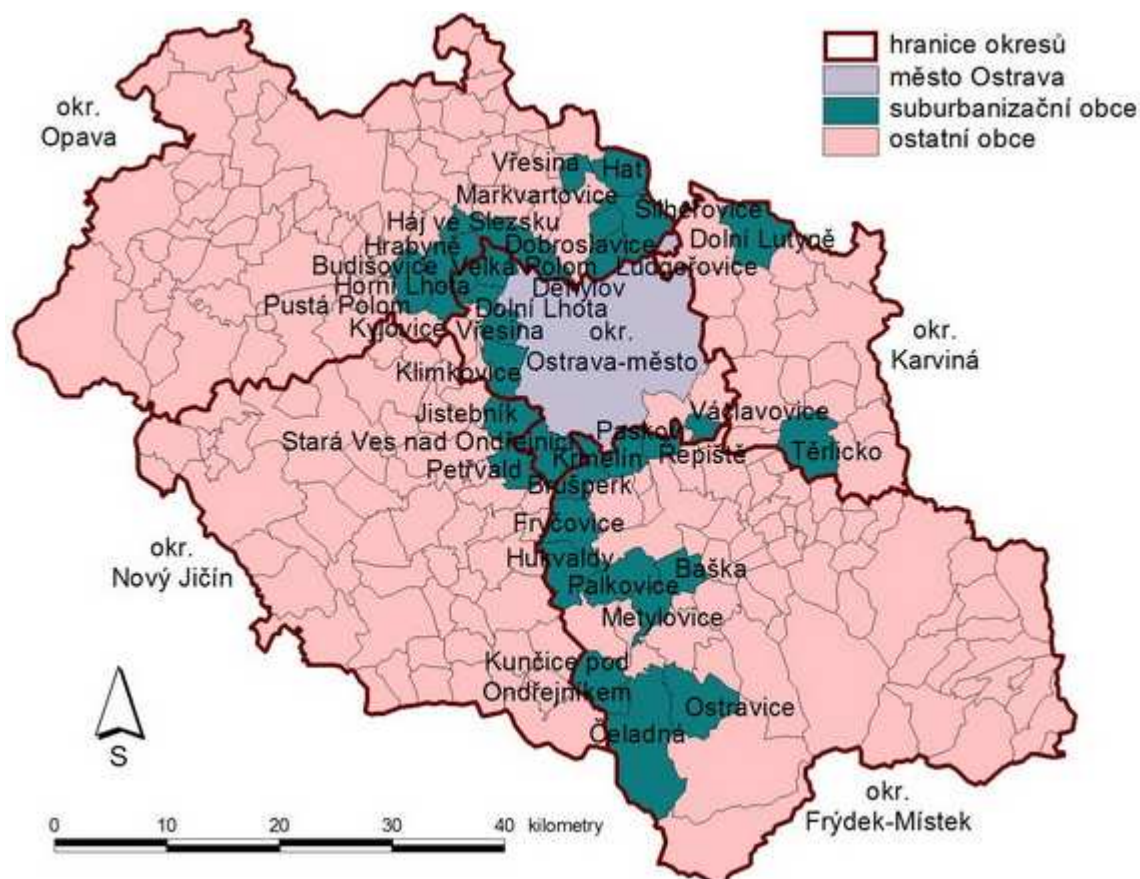 hranice okresů
město Ostrava
suburbanizační obce
ostatní obce
okr.
Opava
Vřesina
Hať
Markvartovice
Šilheřovice
Háj ve Slezsku
Hrabyně
Dobroslavice
Dolní Lutyně
Budišovice
Velká Polom
Ludgeřovice
Horní Lhota
Děhylov
Pustá Polom
Dolní Lhota
Kyjovice
Vřesina
okr.
Ostrava-město
okr.
Karviná
Klimkovice
Jistebník
Václavovice
Paskov
Stará Ves nad Ondřejnicí
Krmelín
Řepiště
Těrlicko
Petřvald
Brušperk
Fryčovice
okr.
Nový Jičín
Hukvaldy
Baška
Palkovice
Metylovice
Kunčice pod
Ondřejníkem
Ostravice
Čeladná
S
okr.
Frýdek-Místek
0 10 20 30 40 kilometry